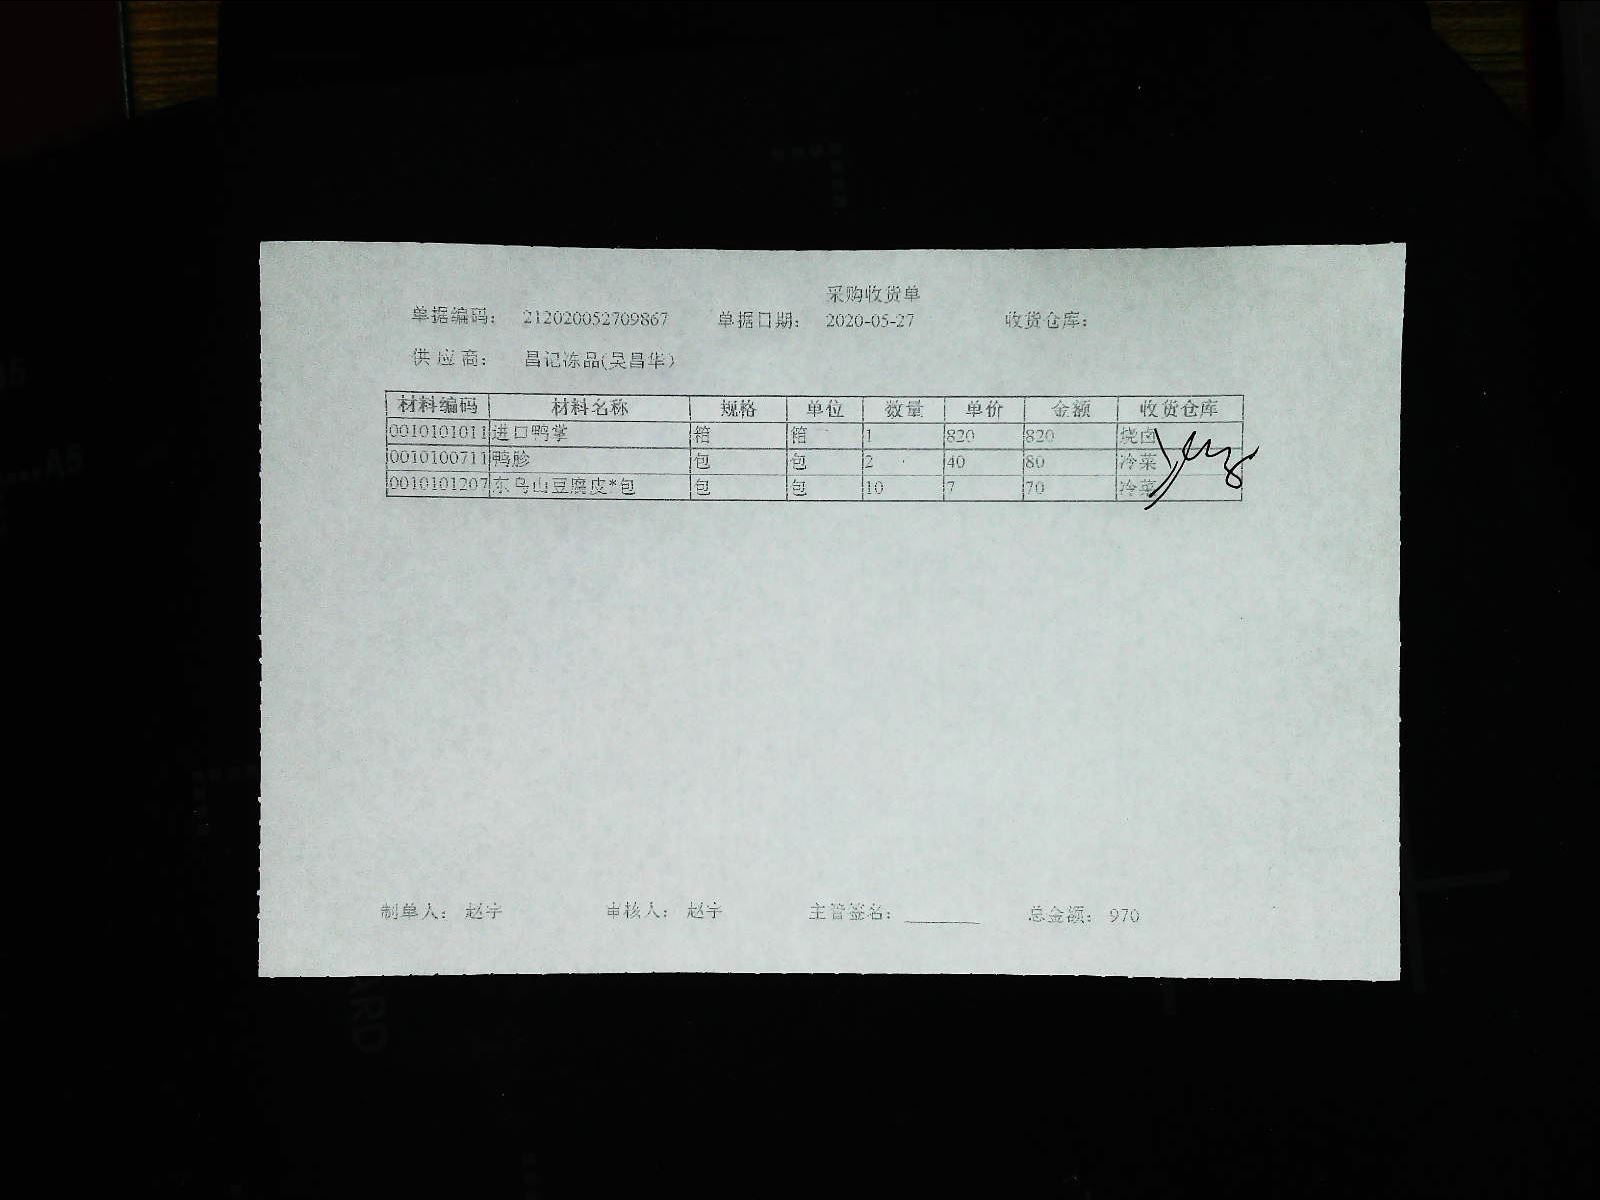 采购收货单
单据编码： 212020052709867 单据日期： 2020-05-27 收货仓库：
供应商： 昌记冻品(吴昌华)
材料编码 材料名称 规格 单位 数量 单价 金额 收货仓库
0010101011 进口鸭掌 箱 箱 1 820 820 烧卤
0010100711 鸭胗 包 包 2 40 80 冷菜
0010101207 东乌山豆腐皮*包 包 包 10 7 70 冷菜
制单人： 赵宇 审核人： 赵宇 主管签名： 总金额： 970
A5